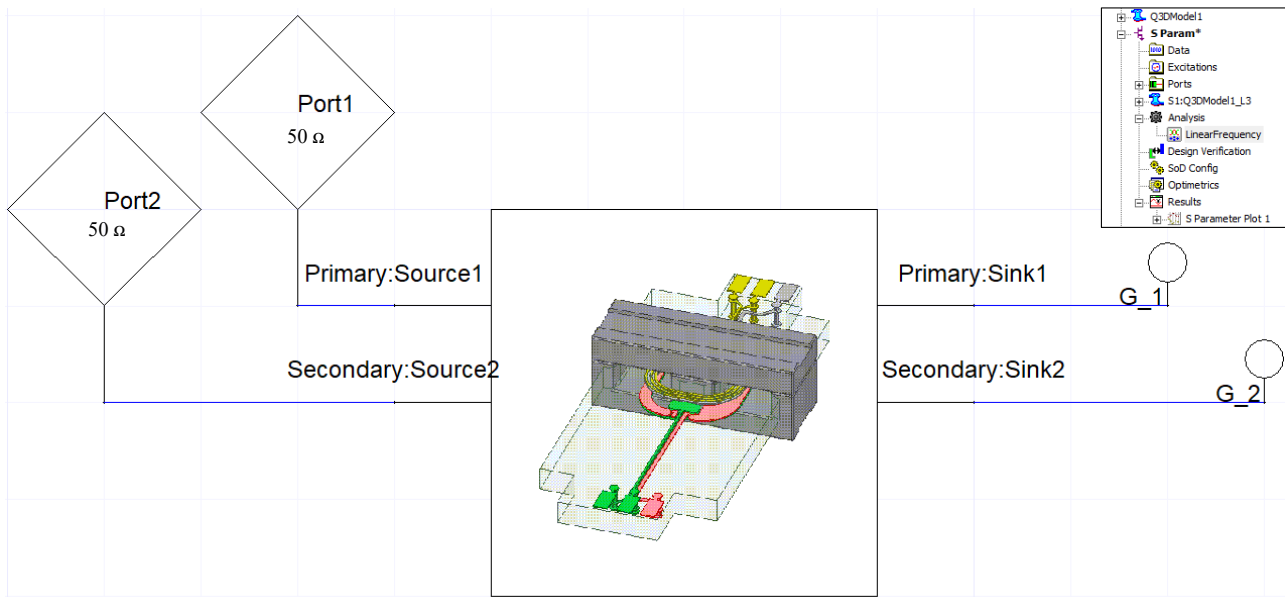 Port1
50 Ω
Port2
50 Ω
Primary:Source1
Primary:Sink1
G_1
Secondary:Source2
Secondary:Sink2
G_2
Q3DModel1
S Param*
Data
Excitations
Ports
S1:Q3DModel1_L3
Analysis
LinearFrequency
Design Verification
SoD Config
Optimetrics
Results
S Parameter Plot 1